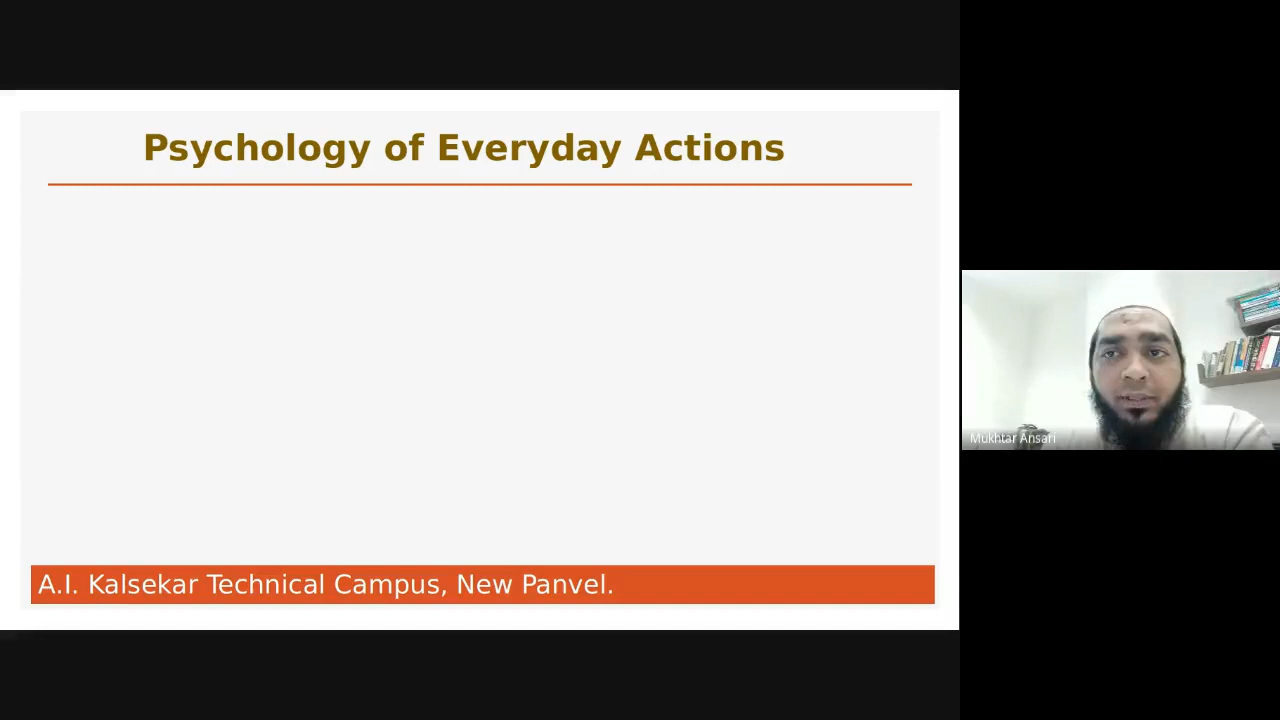 Psychology of Everyday Actions
A.I. Kalsekar Technical Campus, New Panvel.
Mukhtar Ansari